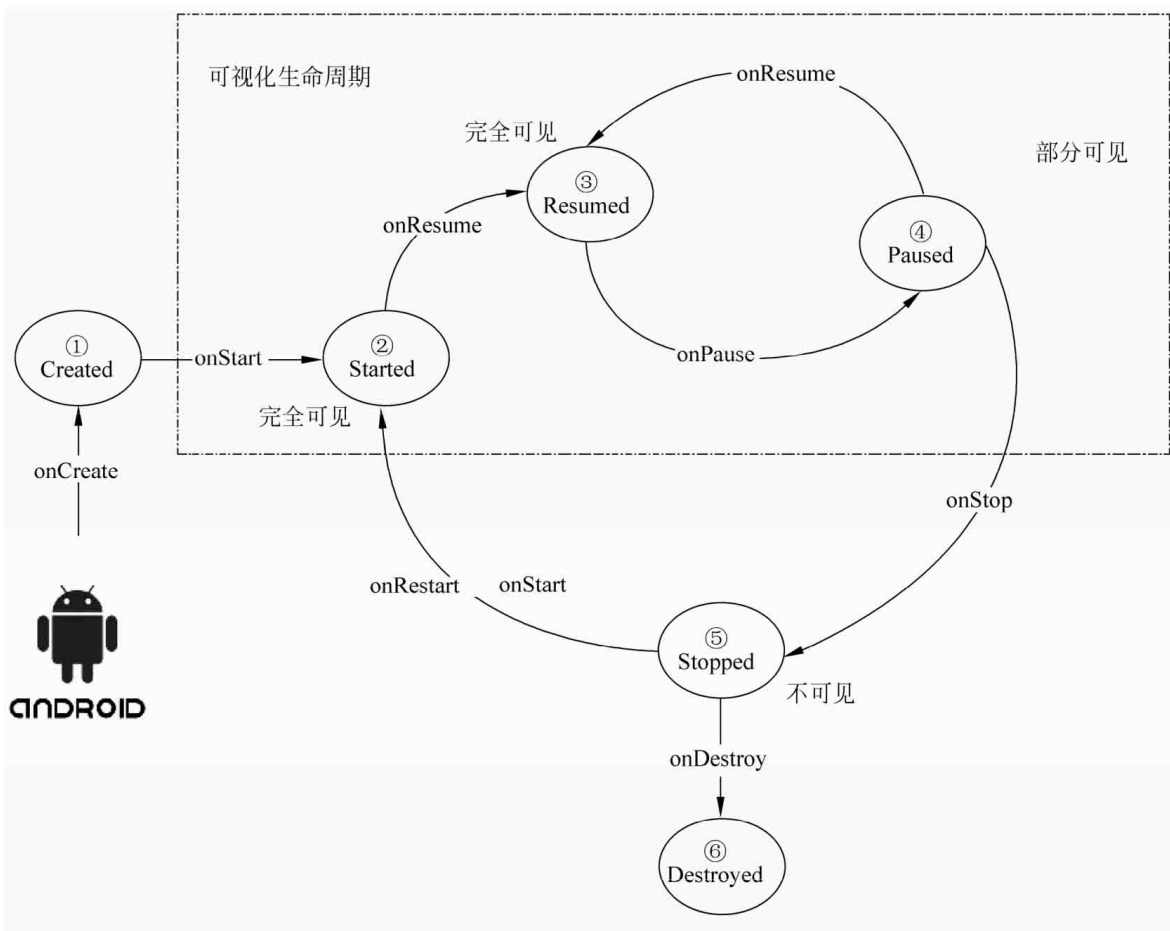 可视化生命周期
onResume
完全可见
部分可见
③
Resumed
onResume
④
Paused
①
Created
onStart
②
Started
onPause
完全可见
onCreate
onStop
onRestart
onStart
⑤
Stopped
不可见
ANDROID
onDestroy
⑥
Destroyed